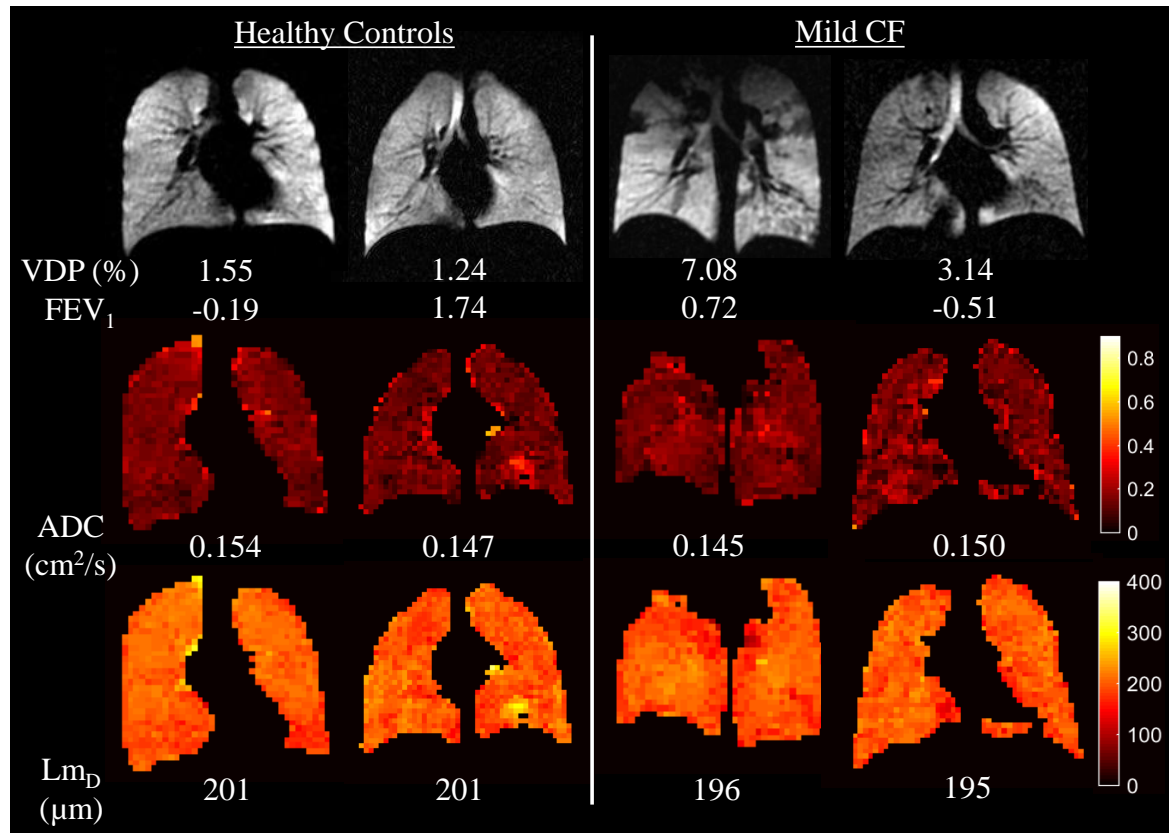 Healthy Controls Mild CF
VDP (%) 1.55 1.24 7.08 3.14
FEV₁ -0.19 1.74 0.72 -0.51
0.8
0.6
0.4
0.2
0
ADC
(cm²/s) 0.154 0.147 0.145 0.150
400
300
200
100
0
Lm_D
(µm) 201 201 196 195